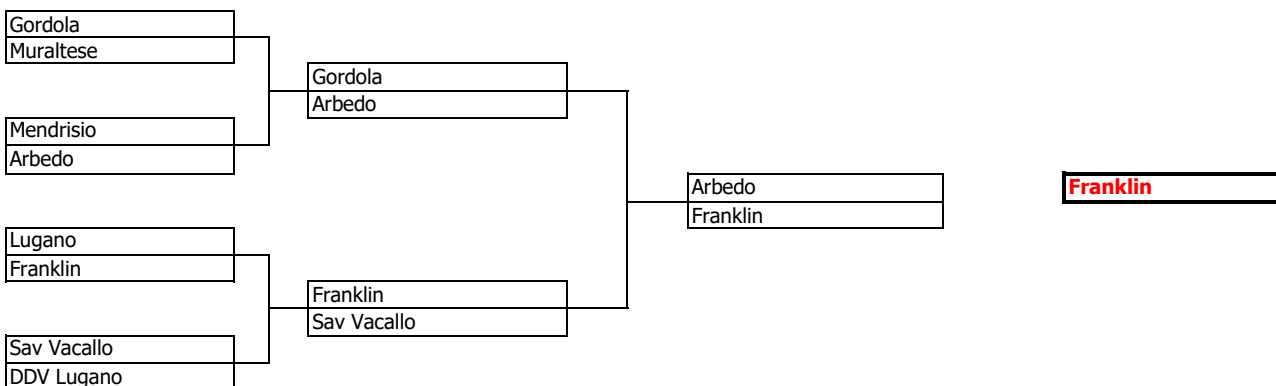 Gordola
Muraltese
Gordola
Arbedo
Mendrisio
Arbedo
Arbedo
Franklin
Franklin
Lugano
Franklin
Franklin
Sav Vacallo
Sav Vacallo
DDV Lugano